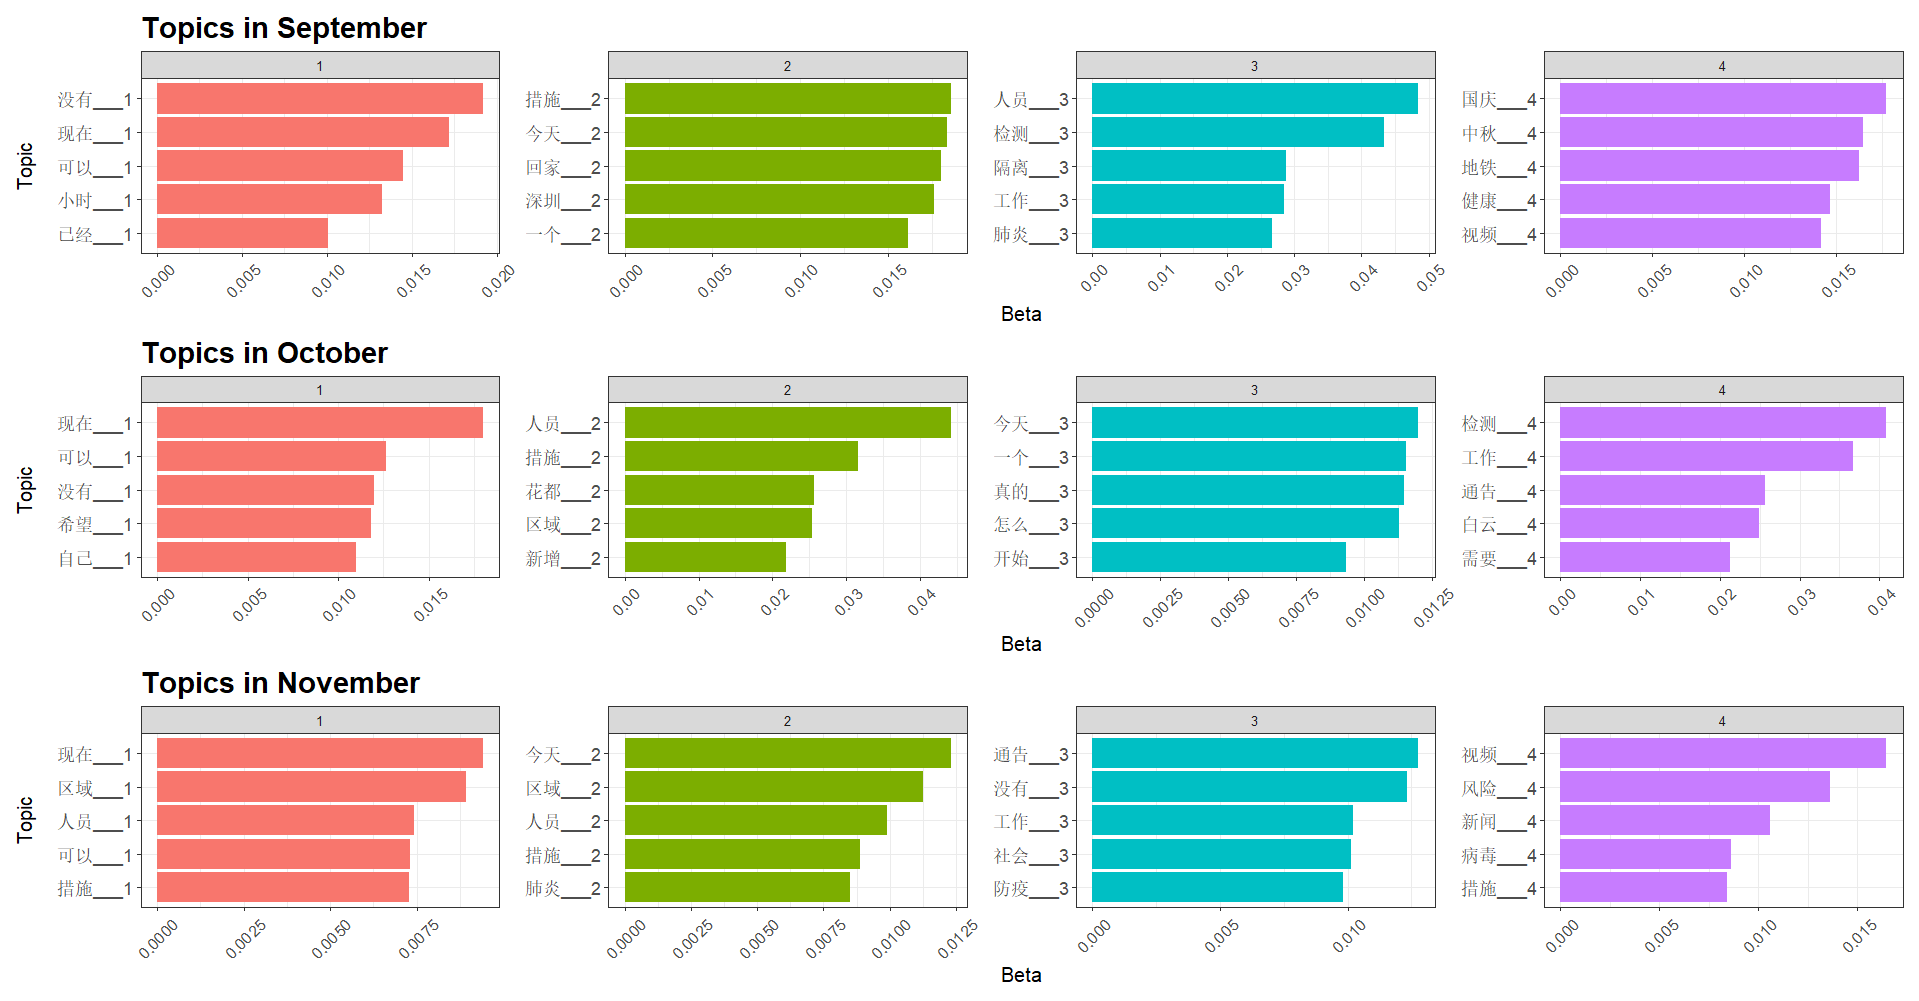 Topics in September
1
2
3
4
Topic
没有___1
现在___1
可以___1
小时___1
已经___1
0.000
0.005
0.010
0.015
0.020
措施___2
今天___2
回家___2
深圳___2
一个___2
0.000
0.005
0.010
0.015
人员___3
检测___3
隔离___3
工作___3
肺炎___3
0.00
0.01
0.02
0.03
0.04
0.05
国庆___4
中秋___4
地铁___4
健康___4
视频___4
0.000
0.005
0.010
0.015
Beta
Topics in October
1
2
3
4
Topic
现在___1
可以___1
没有___1
希望___1
自己___1
0.000
0.005
0.010
0.015
人员___2
措施___2
花都___2
区域___2
新增___2
0.00
0.01
0.02
0.03
0.04
今天___3
一个___3
真的___3
怎么___3
开始___3
0.0000
0.0025
0.0050
0.0075
0.0100
0.0125
检测___4
工作___4
通告___4
白云___4
需要___4
0.00
0.01
0.02
0.03
0.04
Beta
Topics in November
1
2
3
4
Topic
现在___1
区域___1
人员___1
可以___1
措施___1
0.0000
0.0025
0.0050
0.0075
今天___2
区域___2
人员___2
措施___2
肺炎___2
0.0000
0.0025
0.0050
0.0075
0.0100
0.0125
通告___3
没有___3
工作___3
社会___3
防疫___3
0.000
0.005
0.010
视频___4
风险___4
新闻___4
病毒___4
措施___4
0.000
0.005
0.010
0.015
Beta